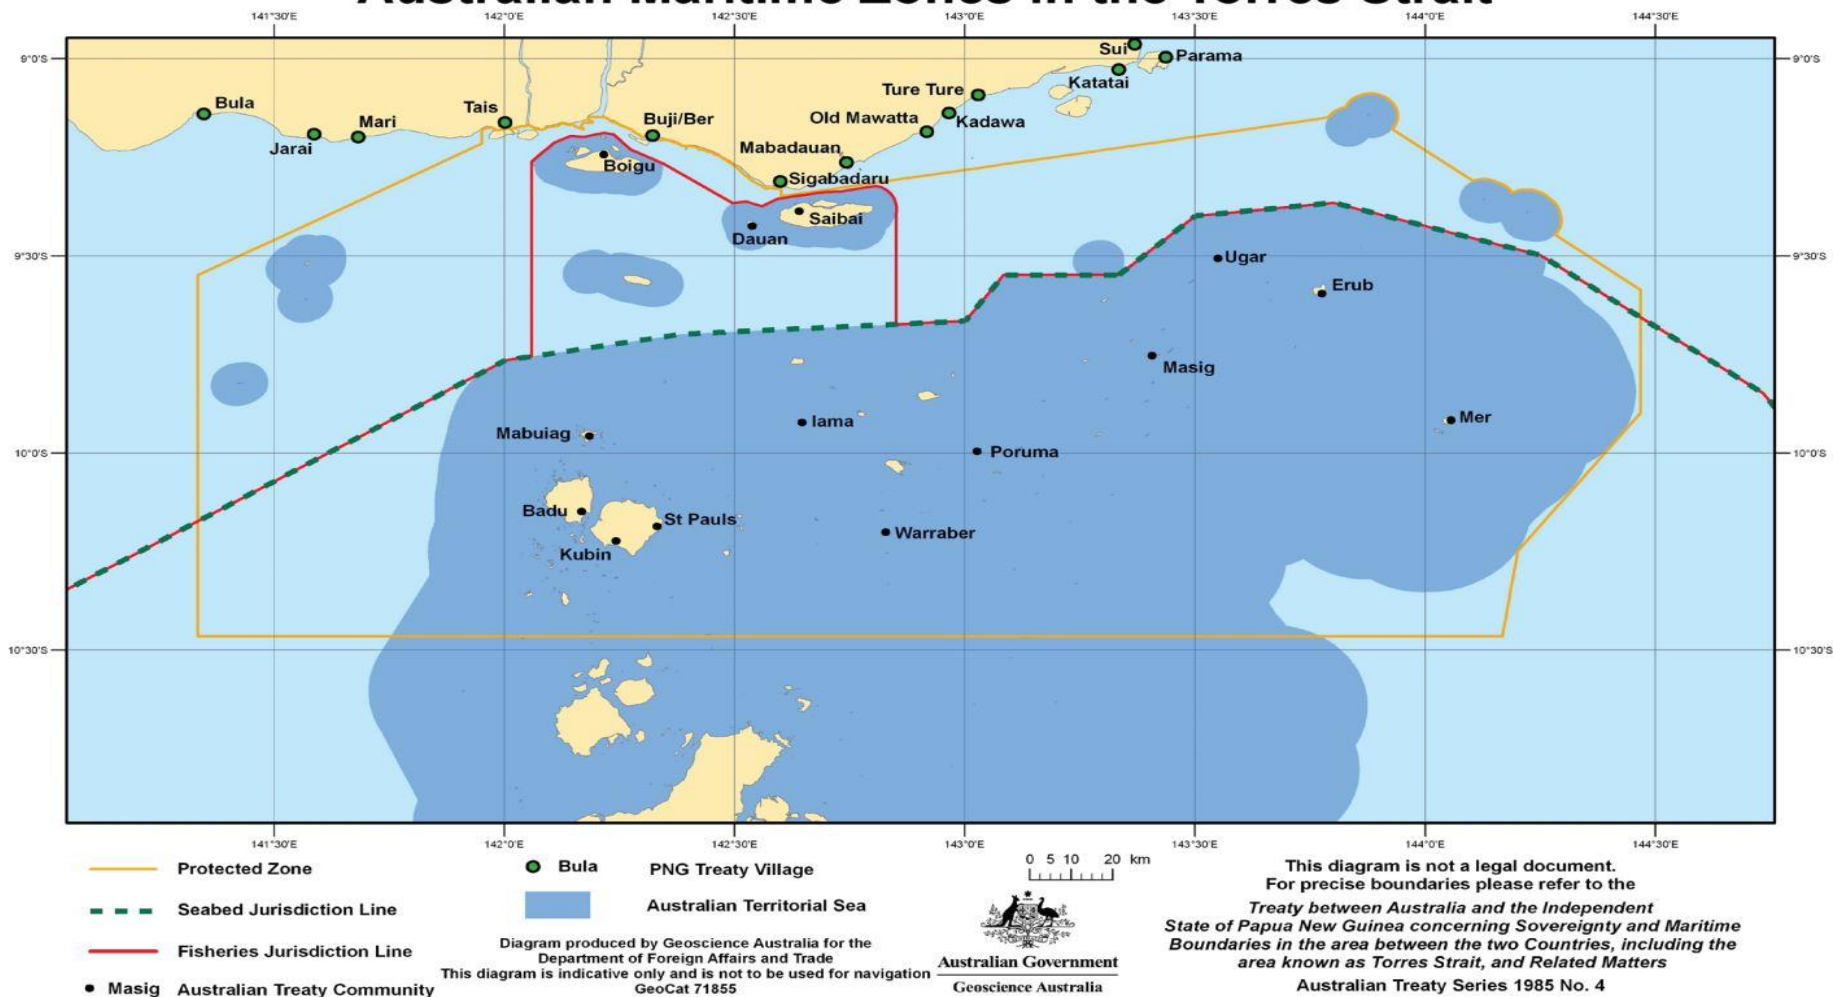 Australian Maritime Zones in the Torres Strait
141°30'E 142°0'E 142°30'E 143°0'E 143°30'E 144°0'E 144°30'E
9°0'S 9°0'S
9°30'S 9°30'S
10°0'S 10°0'S
10°30'S 10°30'S
Sui
Parama
Katatai
Ture Ture
Bula
Tais
Buji/Ber
Old Mawatta
Kadawa
Mari
Jarai
Mabadauan
Boigu
Sigabadaru
Saibai
Dauan
Ugar
Erub
Masig
Iama
Mer
Mabuiag
Poruma
Badu
St Pauls
Warraber
Kubin
141°30'E 142°0'E 142°30'E 143°0'E 143°30'E 144°0'E 144°30'E
Protected Zone
Seabed Jurisdiction Line
Fisheries Jurisdiction Line
Masig Australian Treaty Community
Bula PNG Treaty Village
Australian Territorial Sea
Diagram produced by Geoscience Australia for the
Department of Foreign Affairs and Trade
This diagram is indicative only and is not to be used for navigation
GeoCat 71855
0 5 10 20 km
Australian Government
Geoscience Australia
This diagram is not a legal document.
For precise boundaries please refer to the
Treaty between Australia and the Independent
State of Papua New Guinea concerning Sovereignty and Maritime
Boundaries in the area between the two Countries, including the
area known as Torres Strait, and Related Matters
Australian Treaty Series 1985 No. 4